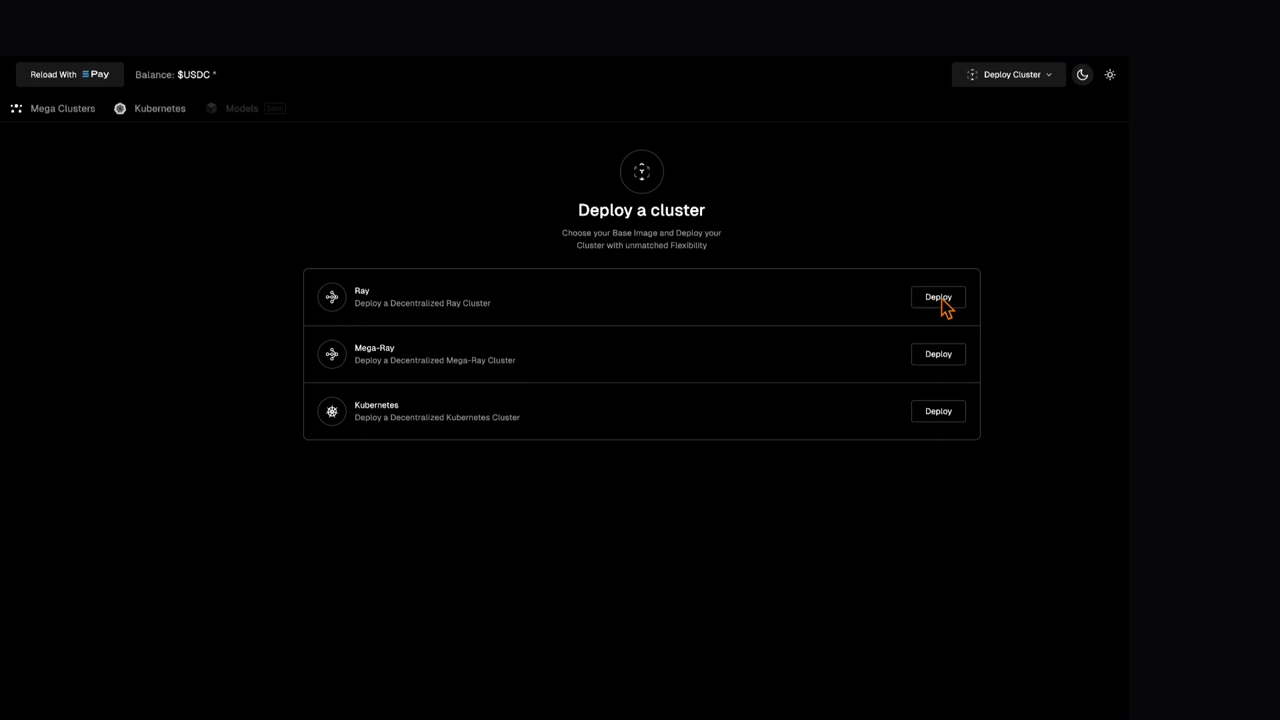 Reload With Pay
Balance: $USDC *
Deploy Cluster
Mega Clusters
Kubernetes
Models Soon
Deploy a cluster
Choose your Base Image and Deploy your
Cluster with unmatched Flexibility
Ray
Deploy a Decentralized Ray Cluster
Deploy
Mega-Ray
Deploy a Decentralized Mega-Ray Cluster
Deploy
Kubernetes
Deploy a Decentralized Kubernetes Cluster
Deploy